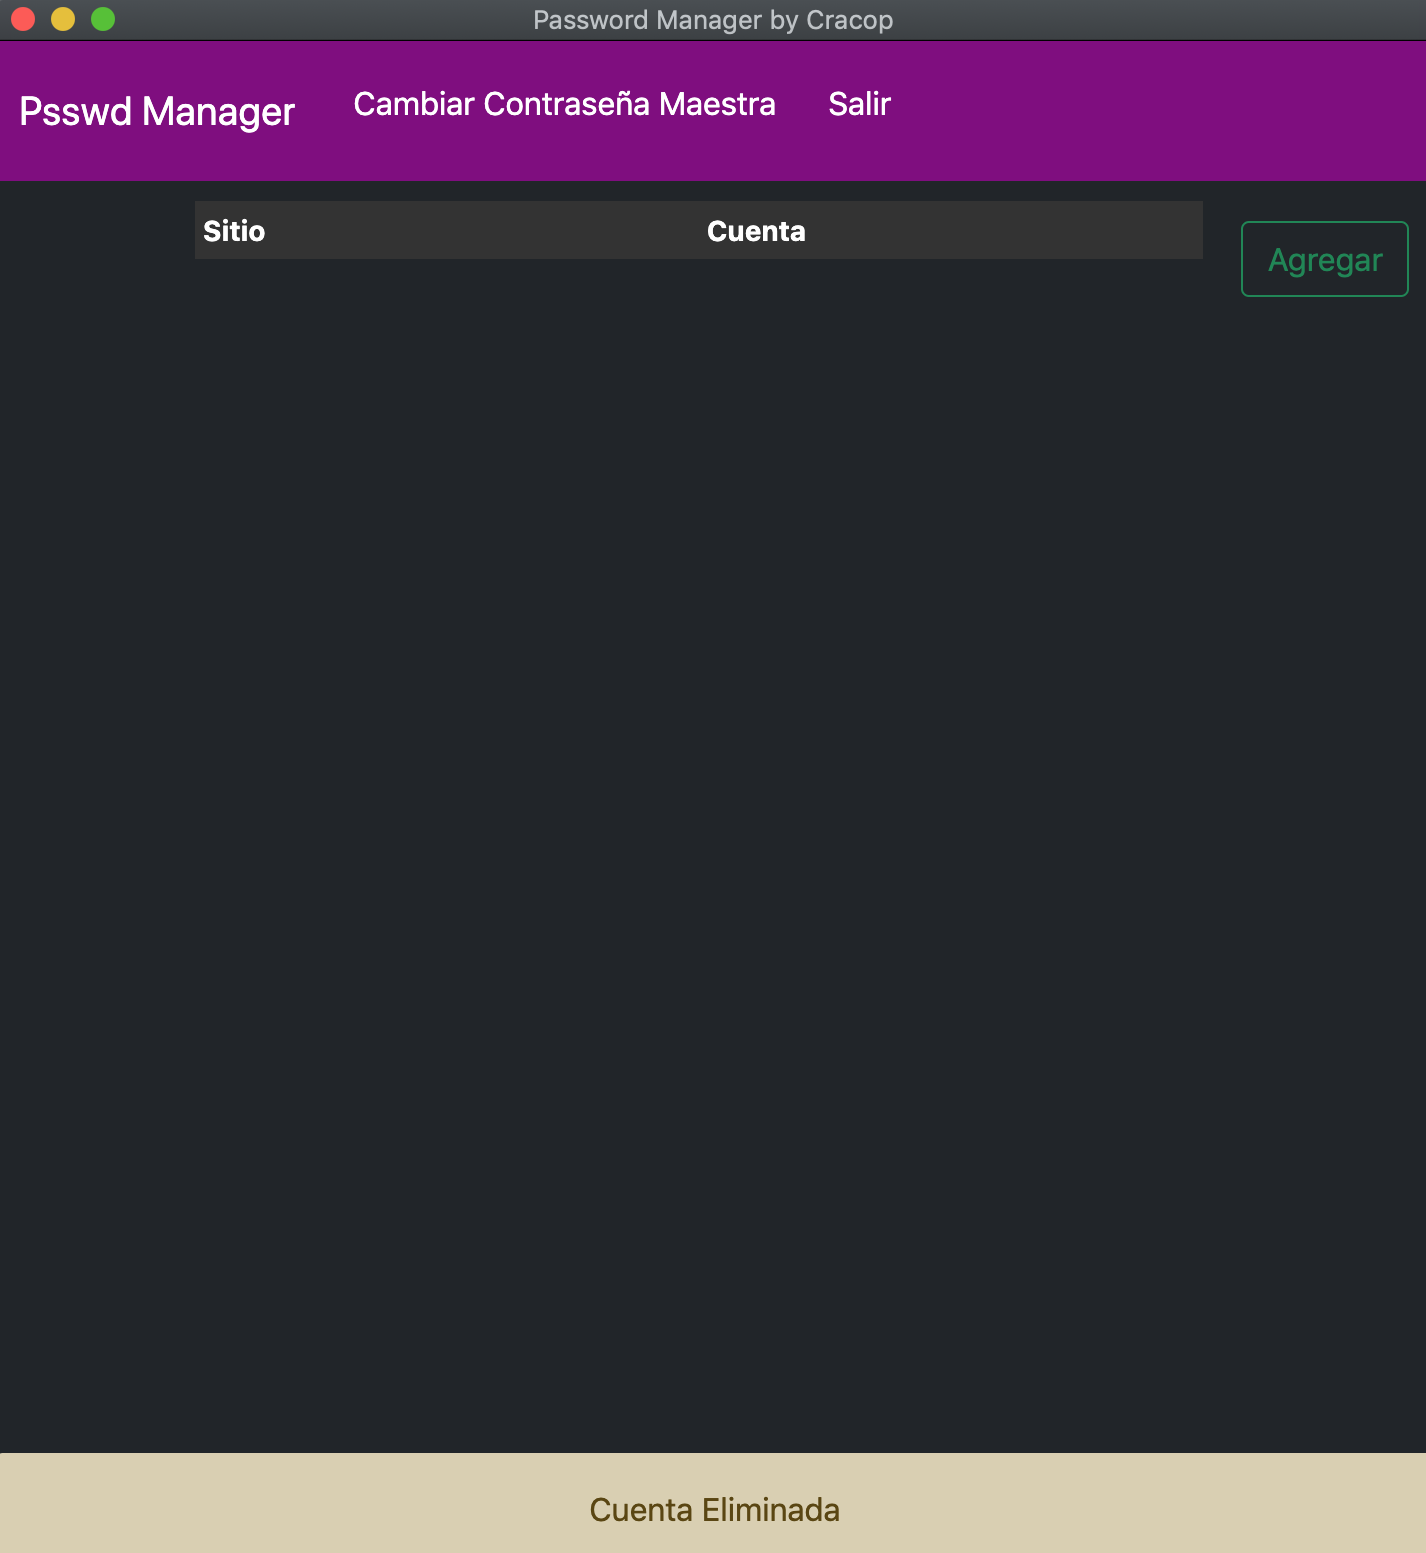 Password Manager by Cracop
Psswd Manager Cambiar Contraseña Maestra Salir
Sitio Cuenta
Agregar
Cuenta Eliminada